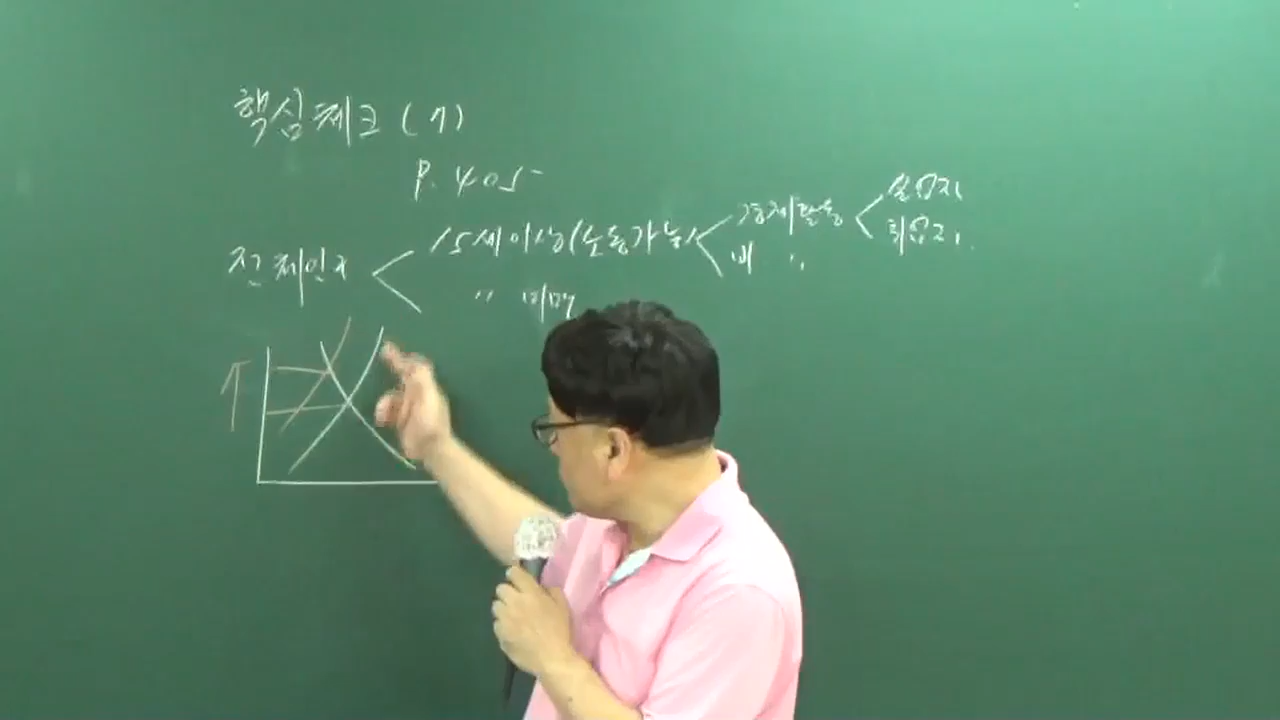 핵심체크(7)
P. 405
전체인구 15세이상(노동가능) 경제활동 실업자
비 〃 취업자
〃 미만